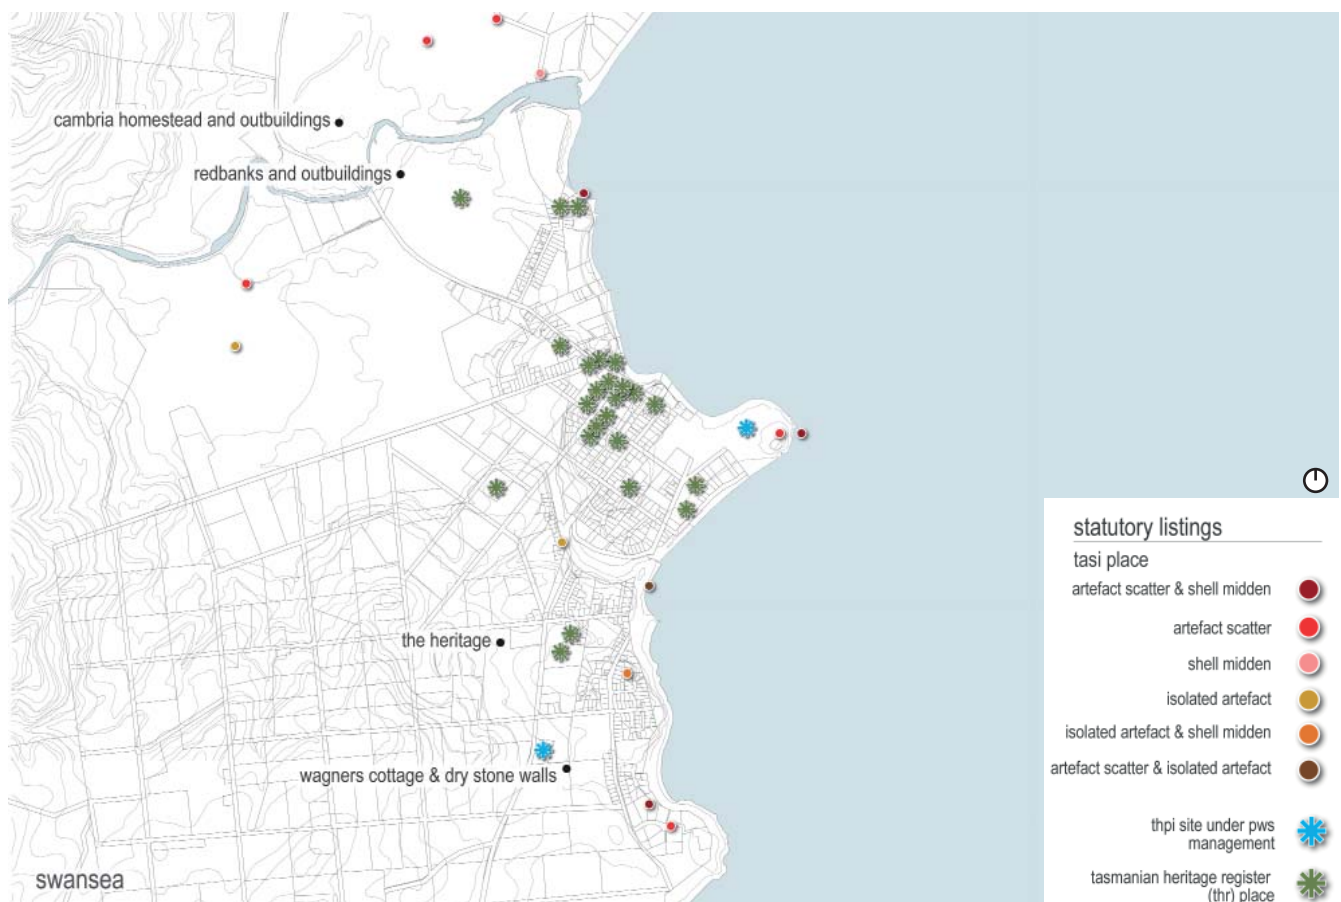 cambria homestead and outbuildings
redbanks and outbuildings
the heritage
wagners cottage & dry stone walls
swansea
statutory listings
tasi place
artefact scatter & shell midden
artefact scatter
shell midden
isolated artefact
isolated artefact & shell midden
artefact scatter & isolated artefact
thpi site under pws
management
tasmanian heritage register
(thr) place